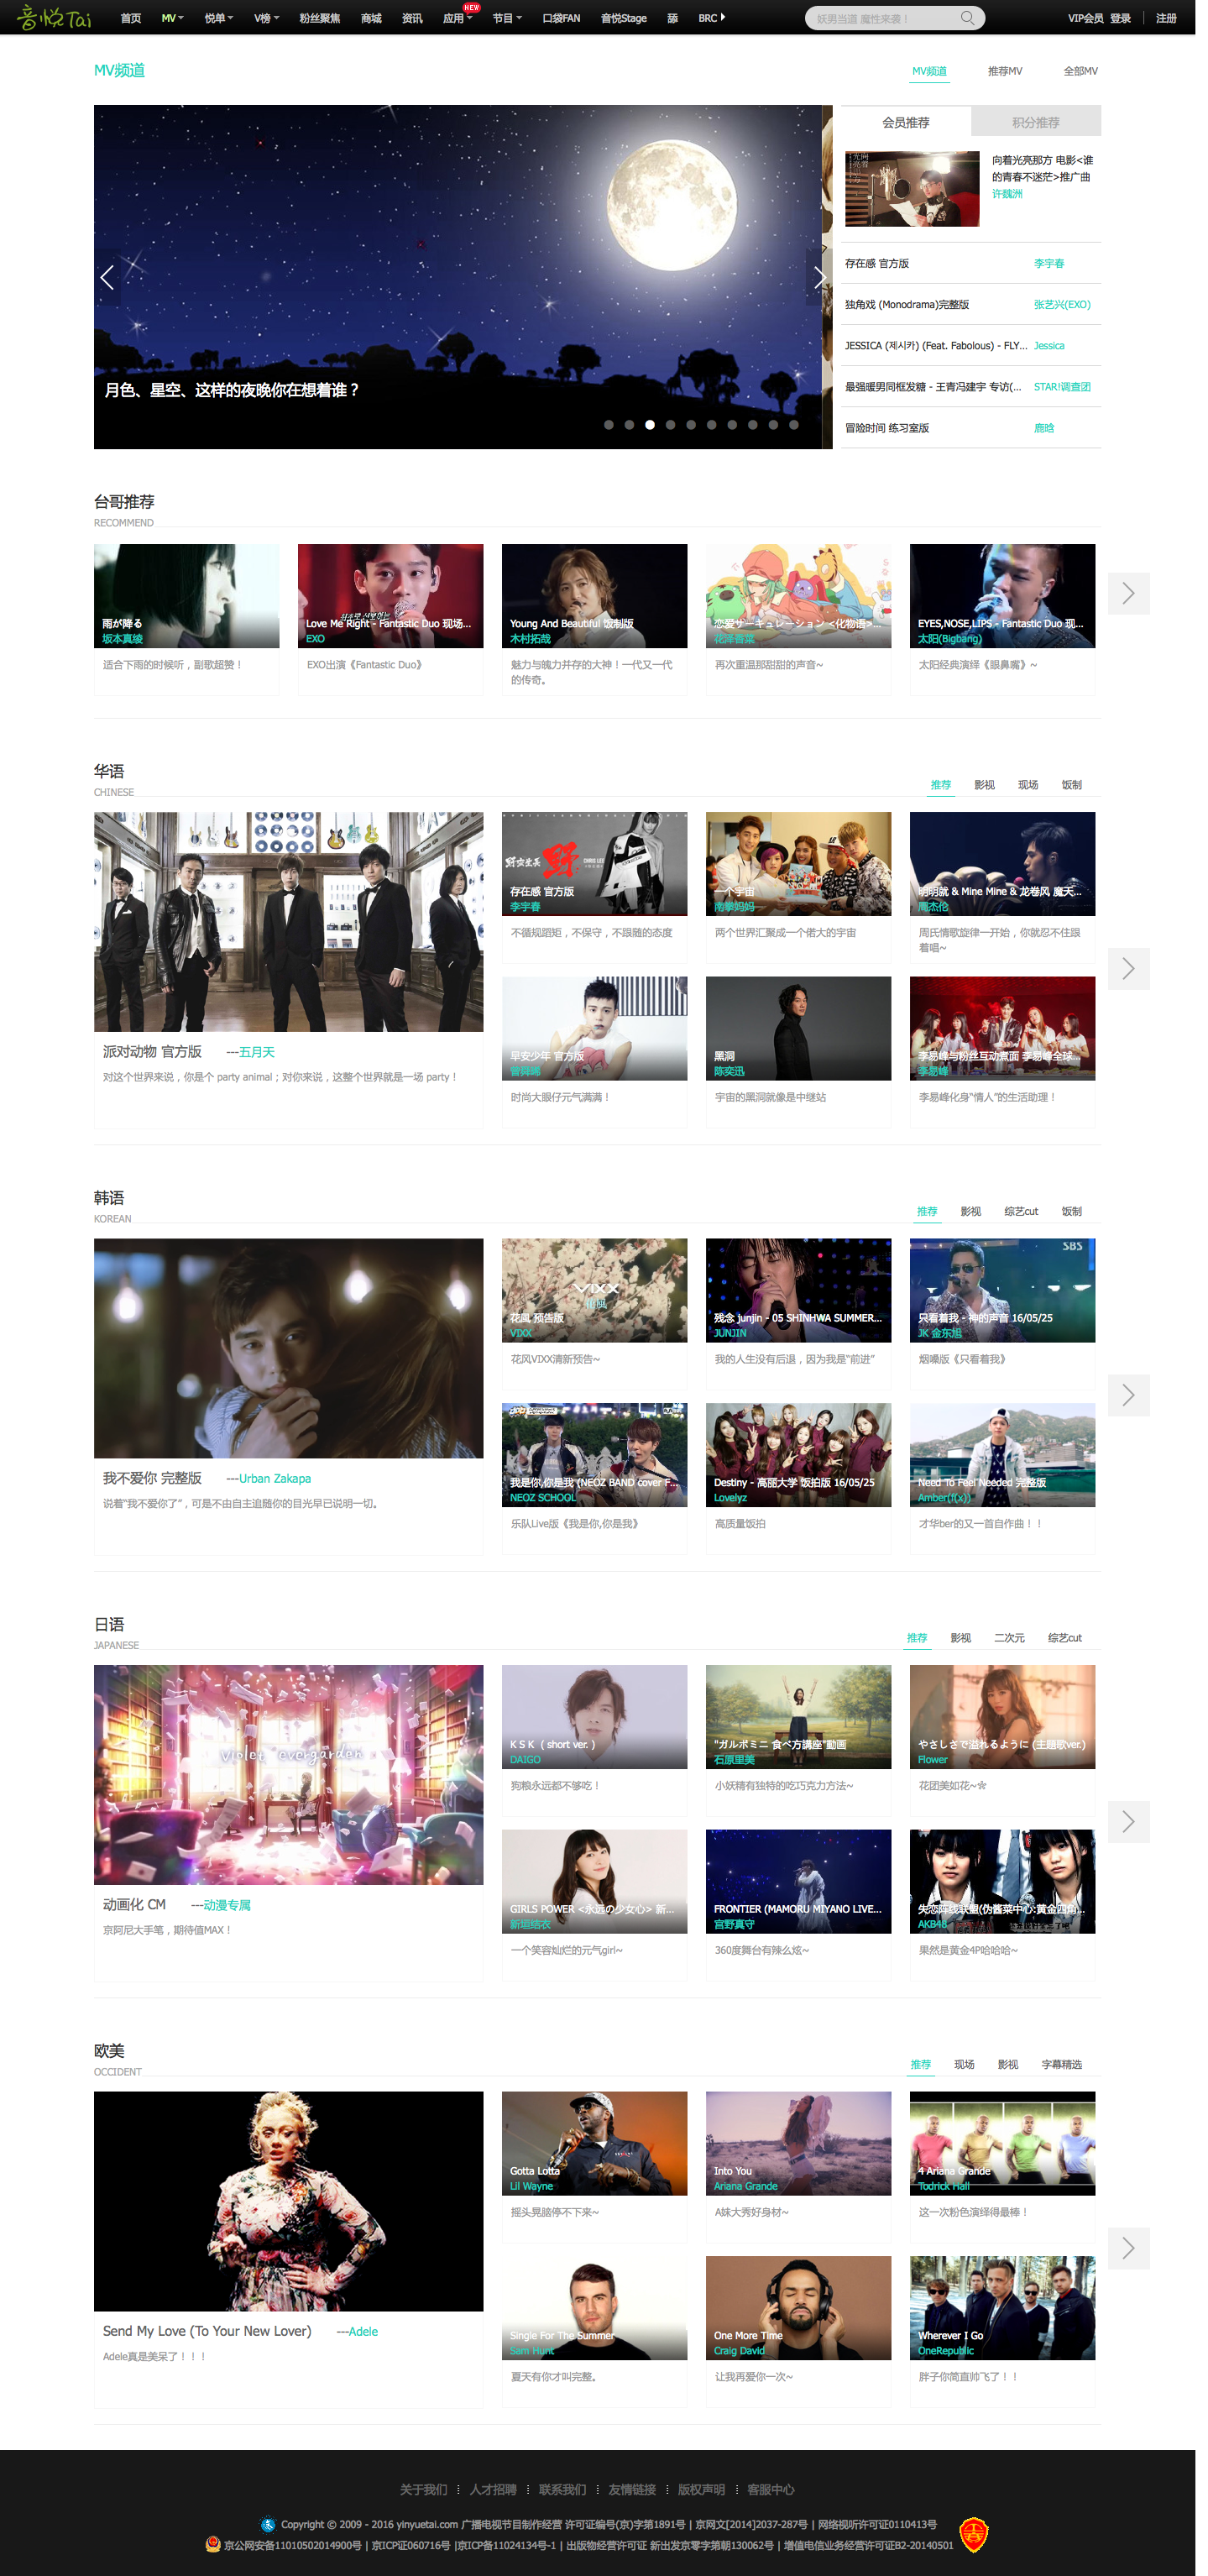 音悦Tai 首页 MV 悦单 V榜 粉丝聚焦 商城 资讯 应用 NEW 节目 口袋FAN 音悦Stage 舔 BRC 妖男当道 魔性来袭！ VIP会员 登录 注册
MV频道
MV频道 推荐MV 全部MV
月色、星空、这样的夜晚你在想着谁？
会员推荐 积分推荐
向着光亮那方 电影<谁
的青春不迷茫>推广曲
许魏洲
存在感 官方版 李宇春
独角戏 (Monodrama)完整版 张艺兴(EXO)
JESSICA (제시카) (Feat. Fabolous) - FLY... Jessica
最强暖男同框发糖 - 王青冯建宇 专访(... STAR!调查团
冒险时间 练习室版 鹿晗
台哥推荐
RECOMMEND
雨が降る
坂本真绫
适合下雨的时候听，副歌超赞！
Love Me Right - Fantastic Duo 现场...
EXO
EXO出演《Fantastic Duo》
Young And Beautiful 饭制版
木村拓哉
魅力与魄力并存的大神！一代又一代
的传奇。
恋爱サーキュレーション <化物语>...
花泽香菜
再次重温那甜甜的声音~
EYES,NOSE,LIPS - Fantastic Duo 现...
太阳(Bigbang)
太阳经典演绎《眼鼻嘴》~
华语
CHINESE
推荐 影视 现场 饭制
派对动物 官方版 ---五月天
对这个世界来说，你是个 party animal；对你来说，这整个世界就是一场 party！
存在感 官方版
李宇春
不循规蹈矩，不保守，不跟随的态度
一个宇宙
南拳妈妈
两个世界汇聚成一个偌大的宇宙
明明就 & Mine Mine & 龙卷风 魔天...
周杰伦
周氏情歌旋律一开始，你就忍不住跟
着唱~
早安少年 官方版
曾舜晞
时尚大眼仔元气满满！
黑洞
陈奕迅
宇宙的黑洞就像是中继站
李易峰与粉丝互动煮面 李易峰全球...
李易峰
李易峰化身“情人”的生活助理！
韩语
KOREAN
推荐 影视 综艺cut 饭制
我不爱你 完整版 ---Urban Zakapa
说着“我不爱你了”，可是不由自主追随你的目光早已说明一切。
VIXX
花风 预告版
VIXX
花风VIXX清新预告~
残念 junjin - 05 SHINHWA SUMMER...
JUNJIN
我的人生没有后退，因为我是“前进”
SBS
只看着我 - 神的声音 16/05/25
JK 金东旭
烟嗓版《只看着我》
我是你,你是我 (NEOZ BAND cover F...
NEOZ SCHOOL
乐队Live版《我是你,你是我》
Destiny - 高丽大学 饭拍版 16/05/25
Lovelyz
高质量饭拍
Need To Feel Needed 完整版
Amber(f(x))
才华ber的又一首自作曲！！
日语
JAPANESE
推荐 影视 二次元 综艺cut
violet evergarden
动画化 CM ---动漫专属
京阿尼大手笔，期待值MAX！
K S K （ short ver. ）
DAIGO
狗粮永远都不够吃！
"ガルボミニ 食べ方講座"動画
石原里美
小妖精有独特的吃巧克力方法~
やさしさで溢れるように (主題歌ver.)
Flower
花团美如花~✲
GIRLS POWER <永远の少女心> 新...
新垣结衣
一个笑容灿烂的元气girl~
FRONTIER (MAMORU MIYANO LIVE...
宫野真守
360度舞台有辣么炫~
失恋阵线联盟(伪酱菜中心:黄金四角...
AKB48
果然是黄金4P哈哈哈~
欧美
OCCIDENT
推荐 现场 影视 字幕精选
Send My Love (To Your New Lover) ---Adele
Adele真是美呆了！！！
Gotta Lotta
Lil Wayne
摇头晃脑停不下来~
Into You
Ariana Grande
A妹大秀好身材~
4 Ariana Grande
Todrick Hall
这一次粉色演绎得最棒！
Single For The Summer
Sam Hunt
夏天有你才叫完整。
One More Time
Craig David
让我再爱你一次~
Wherever I Go
OneRepublic
胖子你简直帅飞了！！
关于我们 人才招聘 联系我们 友情链接 版权声明 客服中心
Copyright © 2009 - 2016 yinyuetai.com 广播电视节目制作经营 许可证编号(京)字第1891号 | 京网文[2014]2037-287号 | 网络视听许可证0110413号
京公网安备11010502014900号 | 京ICP证060716号 |京ICP备11024134号-1 | 出版物经营许可证 新出发京零字第朝130062号 | 增值电信业务经营许可证B2-20140501